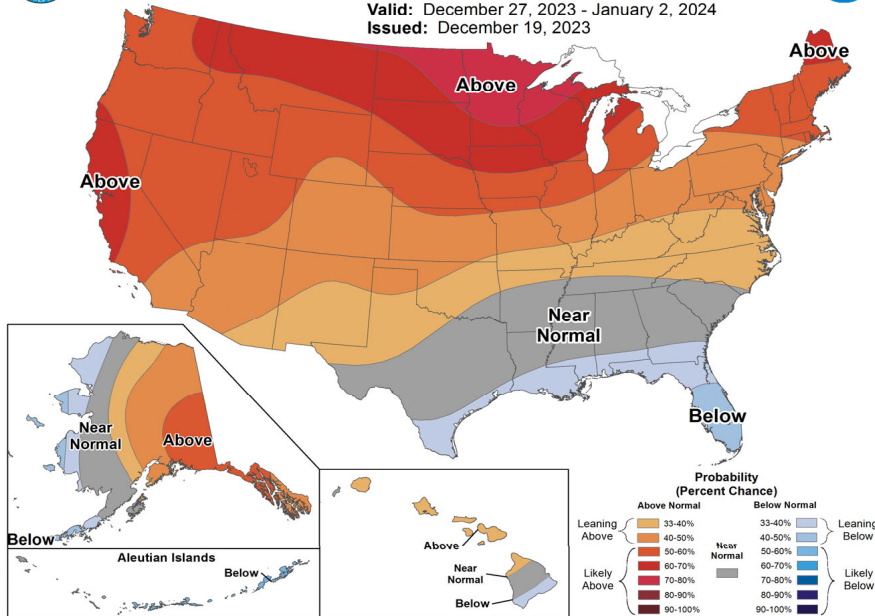 Valid: December 27, 2023 - January 2, 2024
Issued: December 19, 2023
Above
Above
Above
Near
Normal
Below
Near
Normal
Above
Below
Aleutian Islands
Below
Above
Near
Normal
Below
Probability
(Percent Chance)
Above Normal Below Normal
Leaning
Above
33-40% 33-40%
40-50% 40-50%
Leaning
Below
Near
Normal
Likely
Above
50-60% 50-60%
60-70% 60-70%
70-80% 70-80%
80-90% 80-90%
90-100% 90-100%
Likely
Below